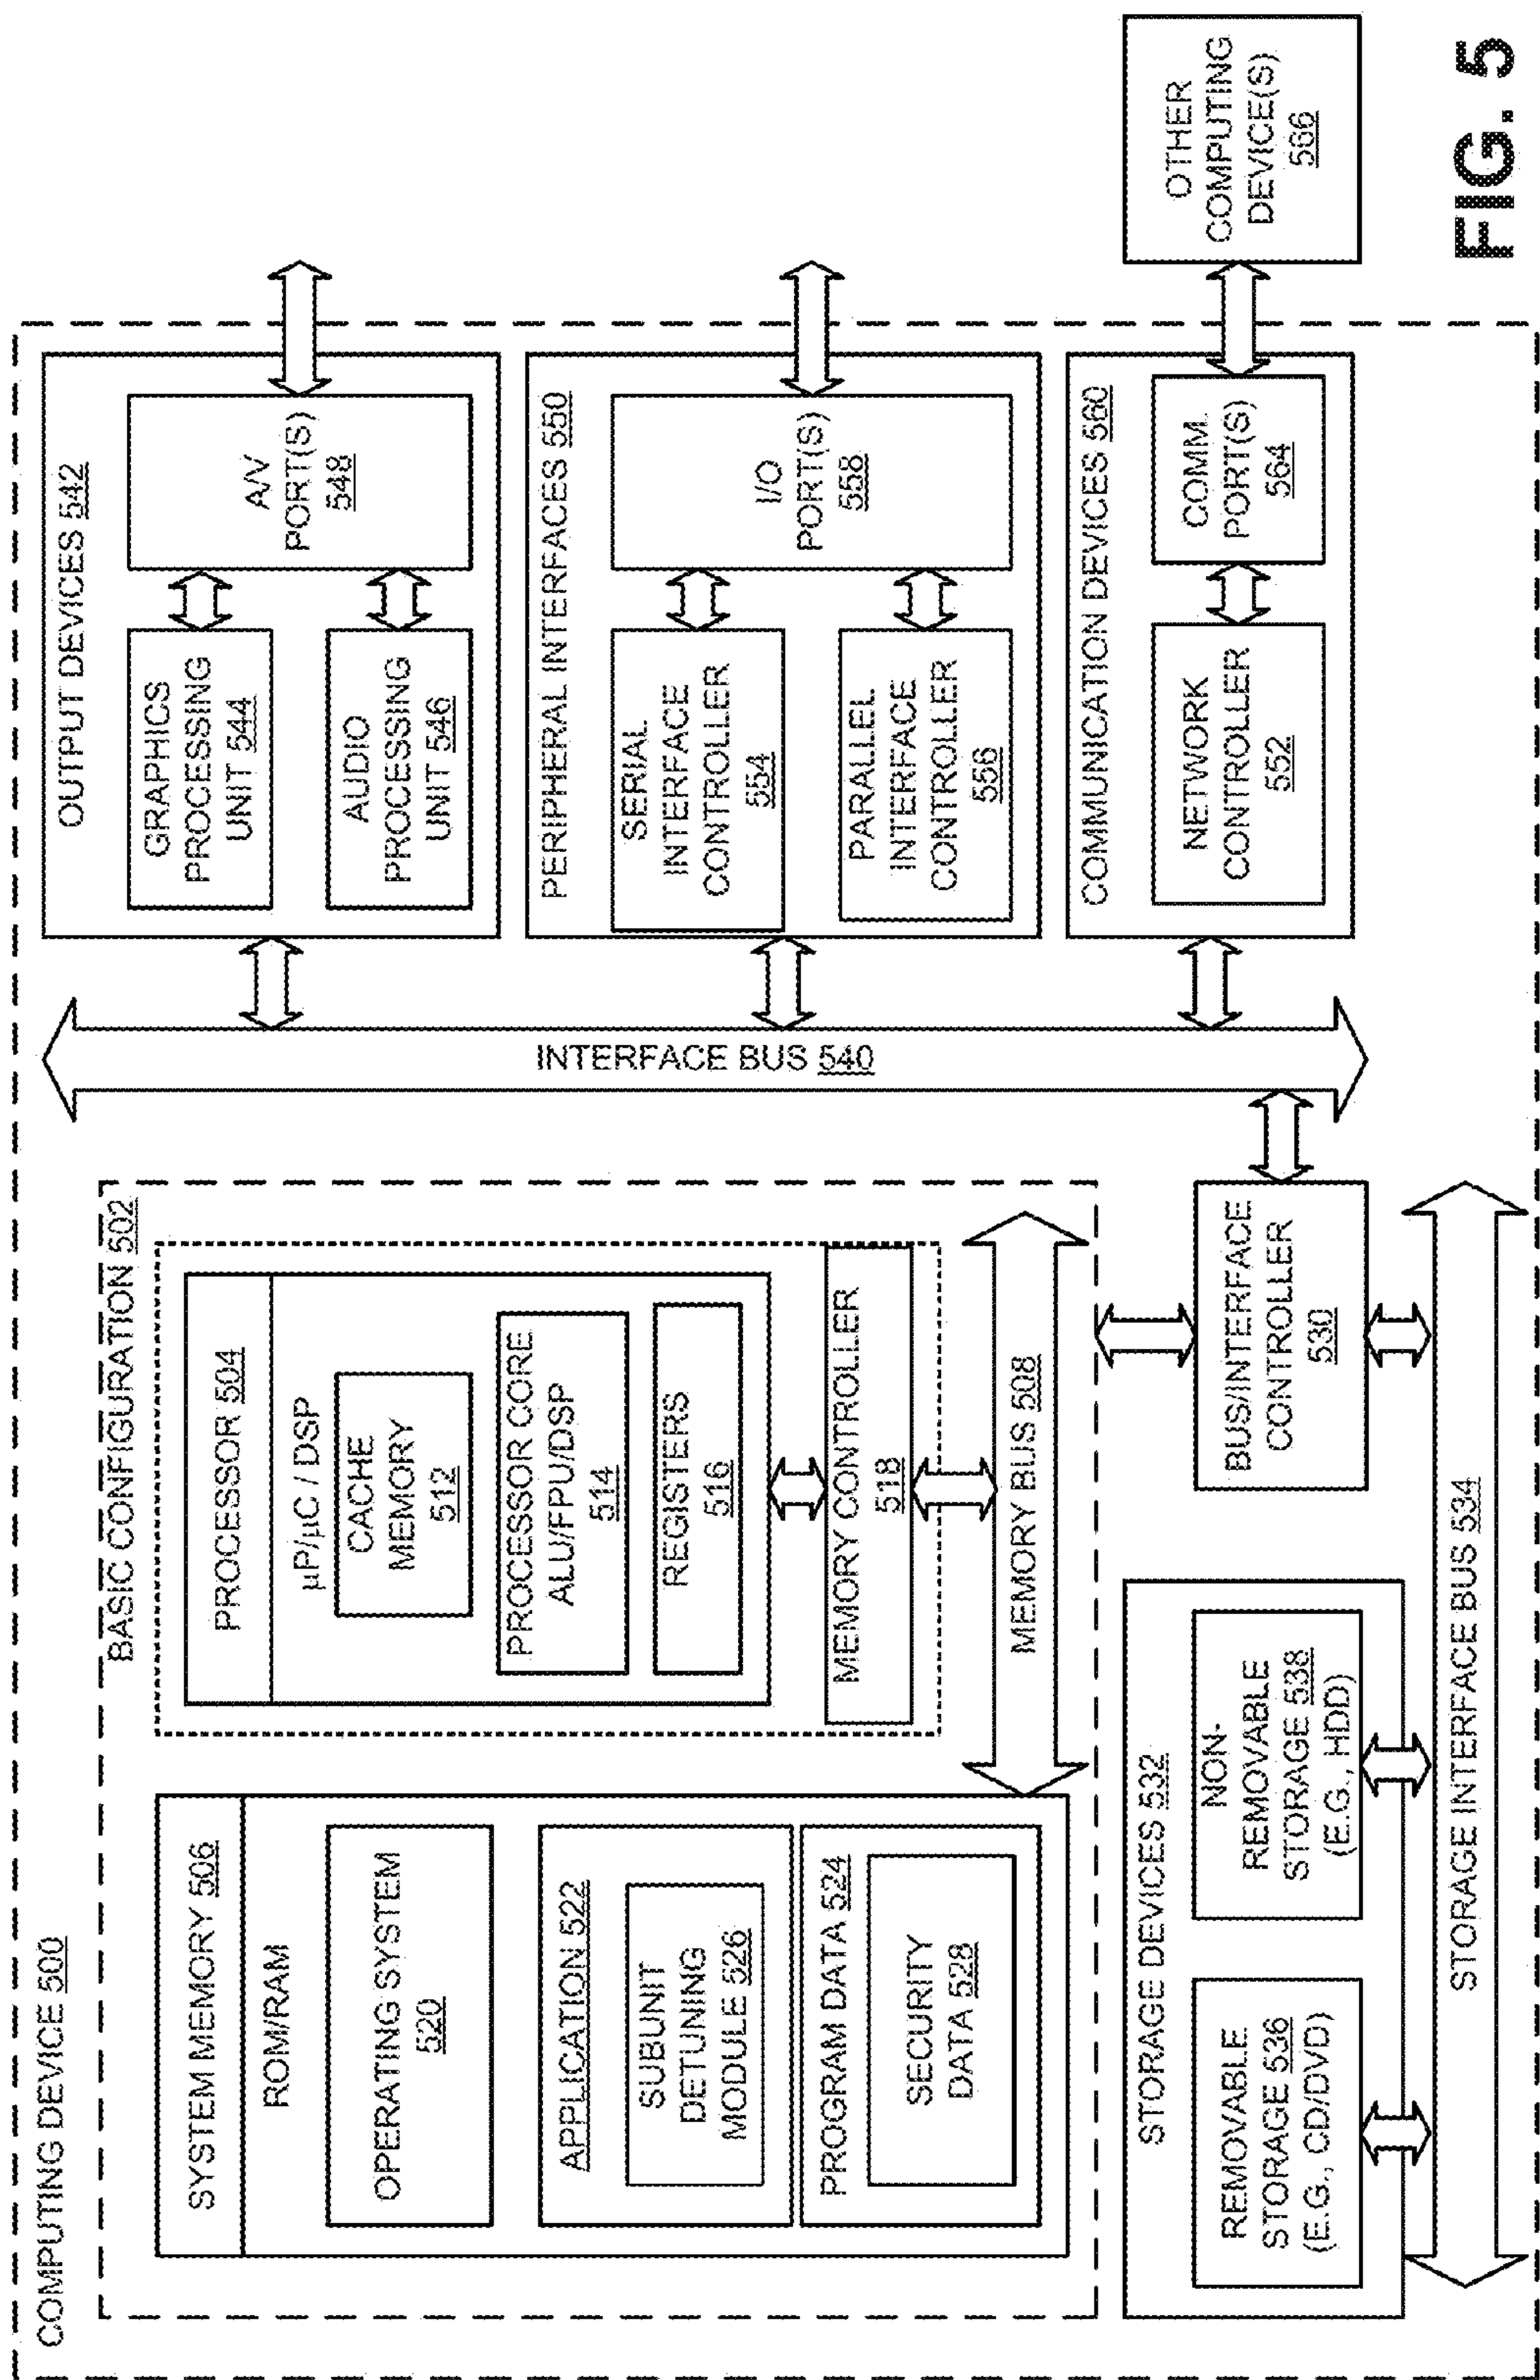 COMPUTING DEVICE 500
BASIC CONFIGURATION 502
SYSTEM MEMORY 506
ROM/RAM
OPERATING SYSTEM
520
APPLICATION 522
SUBUNIT
DETUNING
MODULE 526
PROGRAM DATA 524
SECURITY
DATA 528
PROCESSOR 504
µP/µC / DSP
CACHE
MEMORY
512
PROCESSOR CORE
ALU/FPU/DSP
514
REGISTERS
516
MEMORY CONTROLLER
518
MEMORY BUS 508
BUS/INTERFACE
CONTROLLER
530
STORAGE DEVICES 532
REMOVABLE
STORAGE 536
(E.G., CD/DVD)
NON-
REMOVABLE
STORAGE 538
(E.G., HDD)
STORAGE INTERFACE BUS 534
INTERFACE BUS 540
OUTPUT DEVICES 542
GRAPHICS
PROCESSING
UNIT 544
AUDIO
PROCESSING
UNIT 546
A/V
PORT(S)
548
PERIPHERAL INTERFACES 550
SERIAL
INTERFACE
CONTROLLER
554
PARALLEL
INTERFACE
CONTROLLER
556
I/O
PORT(S)
558
COMMUNICATION DEVICES 560
NETWORK
CONTROLLER
552
COMM.
PORT(S)
564
OTHER
COMPUTING
DEVICE(S)
566
FIG. 5